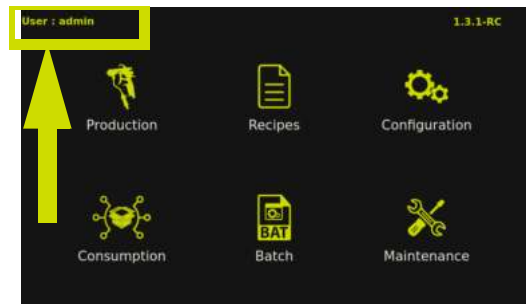 User : admin
1.3.1-RC
Production
Recipes
Configuration
BAT
Consumption
Batch
Maintenance